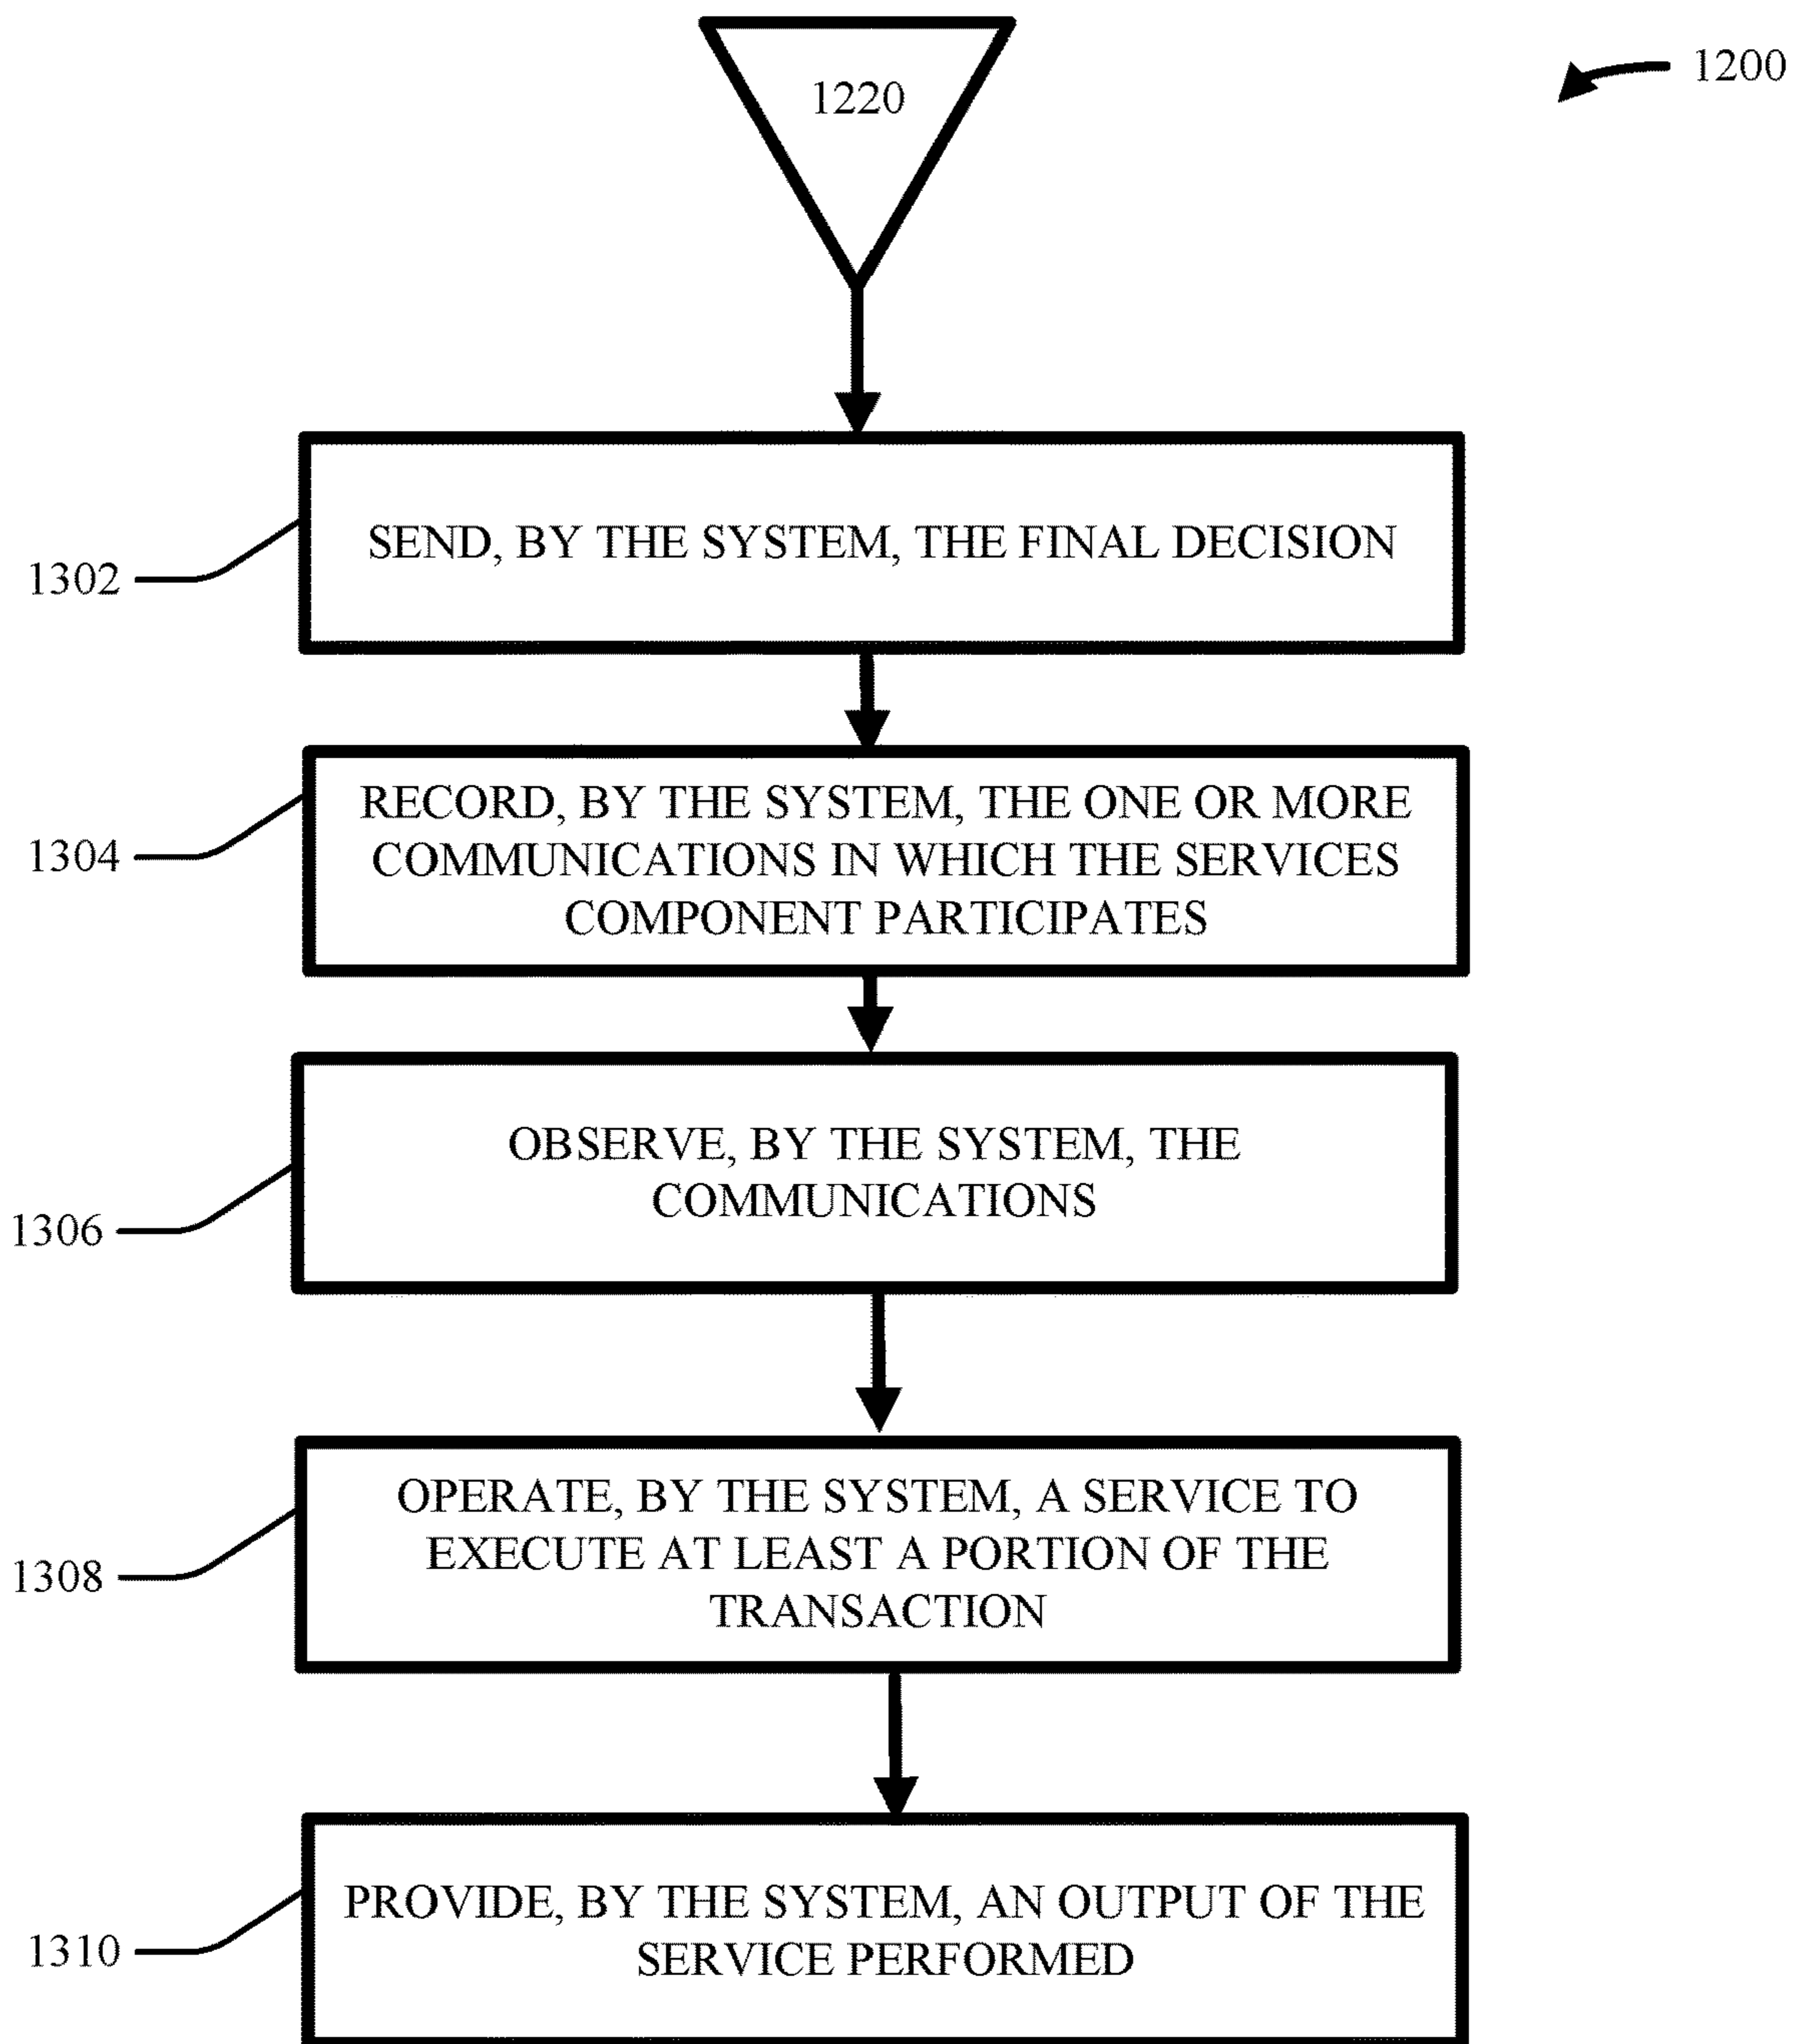 1220
1200
SEND, BY THE SYSTEM, THE FINAL DECISION
1302
RECORD, BY THE SYSTEM, THE ONE OR MORE
COMMUNICATIONS IN WHICH THE SERVICES
COMPONENT PARTICIPATES
1304
OBSERVE, BY THE SYSTEM, THE
COMMUNICATIONS
1306
OPERATE, BY THE SYSTEM, A SERVICE TO
EXECUTE AT LEAST A PORTION OF THE
TRANSACTION
1308
PROVIDE, BY THE SYSTEM, AN OUTPUT OF THE
SERVICE PERFORMED
1310